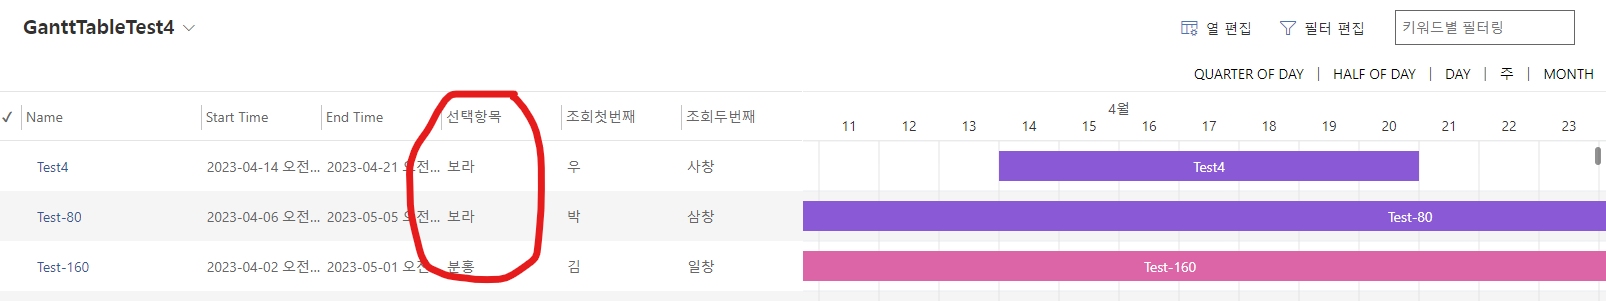 GanttTableTest4
열 편집 필터 편집 키워드별 필터링
QUARTER OF DAY | HALF OF DAY | DAY | 주 | MONTH
✓ Name Start Time End Time 선택항목 조회첫번째 조회두번째
4월
11 12 13 14 15 16 17 18 19 20 21 22 23
Test4 2023-04-14 오전... 2023-04-21 오전... 보라 우 사창 Test4
Test-80 2023-04-06 오전... 2023-05-05 오전... 보라 박 삼창 Test-80
Test-160 2023-04-02 오전... 2023-05-01 오전 분홍 김 일창 Test-160